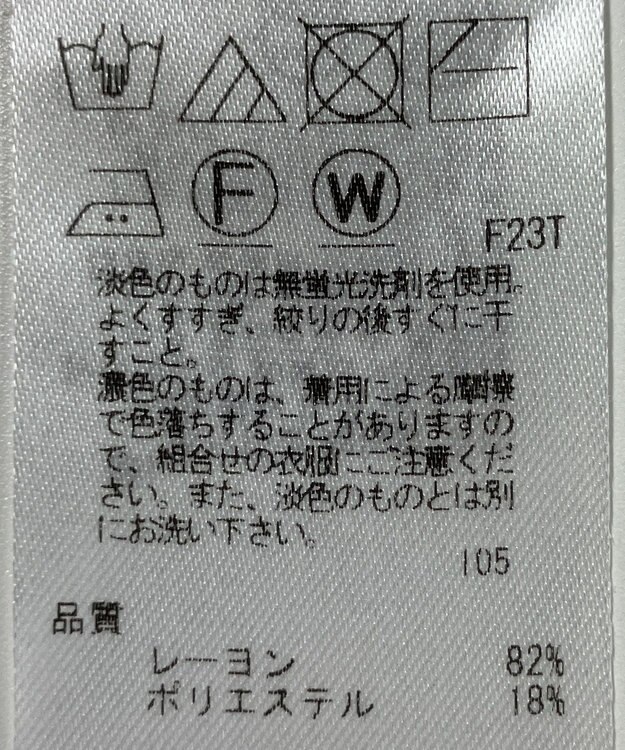 F W
F23T
淡色のものは無蛍光洗剤を使用。
よくすすぎ、絞りの後すぐに干
すこと。
濃色のものは、着用による摩擦
で色落ちすることがありますの
で、組合せの衣服にご注意くだ
さい。また、淡色のものとは別
にお洗い下さい。
105
品質
レーヨン 82%
ポリエステル 18%